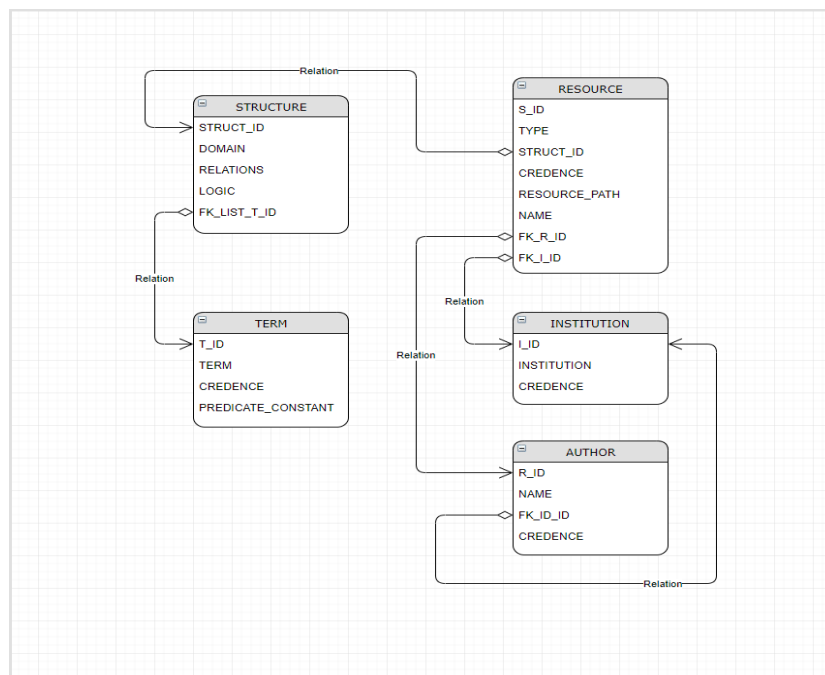 Relation
STRUCTURE
STRUCT_ID
DOMAIN
RELATIONS
LOGIC
FK_LIST_T_ID
RESOURCE
S_ID
TYPE
STRUCT_ID
CREDENCE
RESOURCE_PATH
NAME
FK_R_ID
FK_I_ID
Relation
TERM
T_ID
TERM
CREDENCE
PREDICATE_CONSTANT
Relation
Relation
INSTITUTION
I_ID
INSTITUTION
CREDENCE
AUTHOR
R_ID
NAME
FK_ID_ID
CREDENCE
Relation